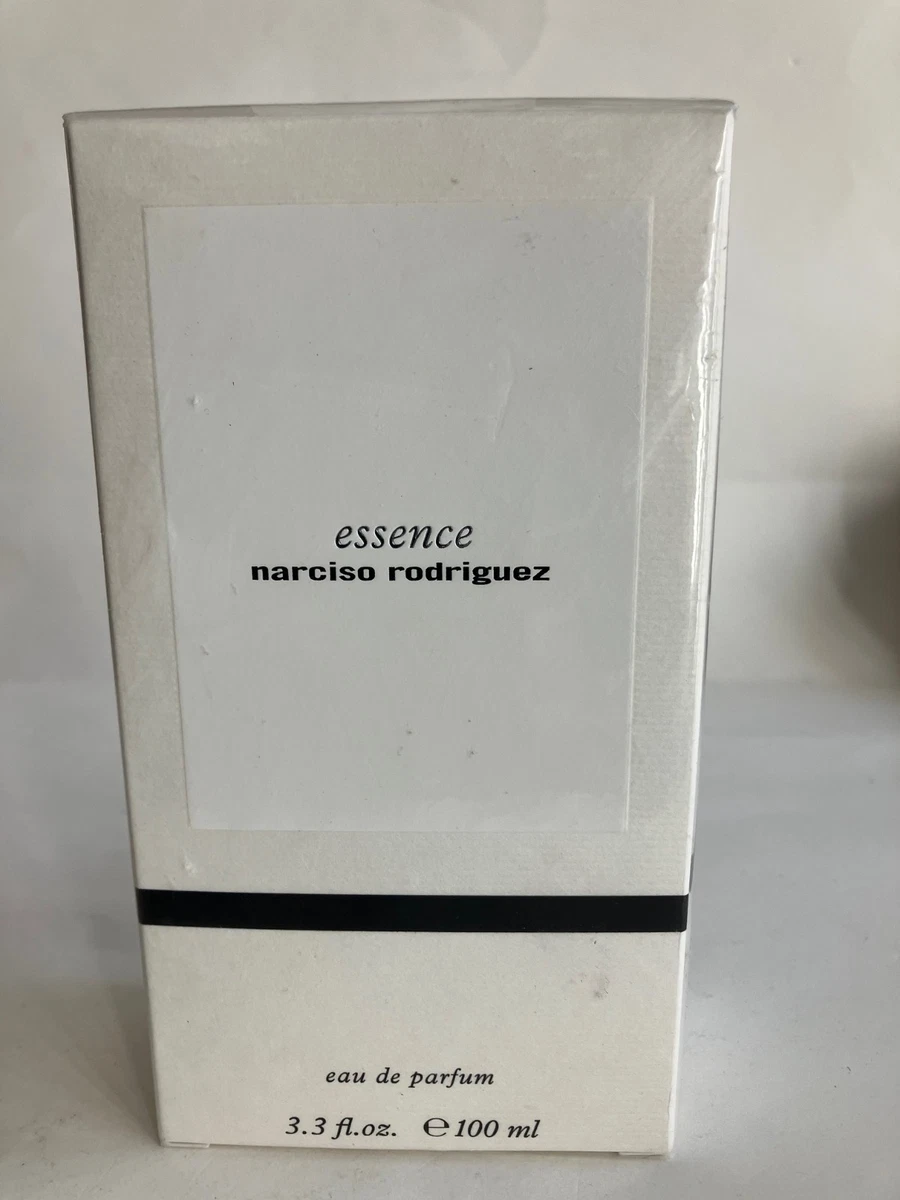 essence
narciso rodriguez
eau de parfum
3.3 fl.oz. ℮ 100 ml